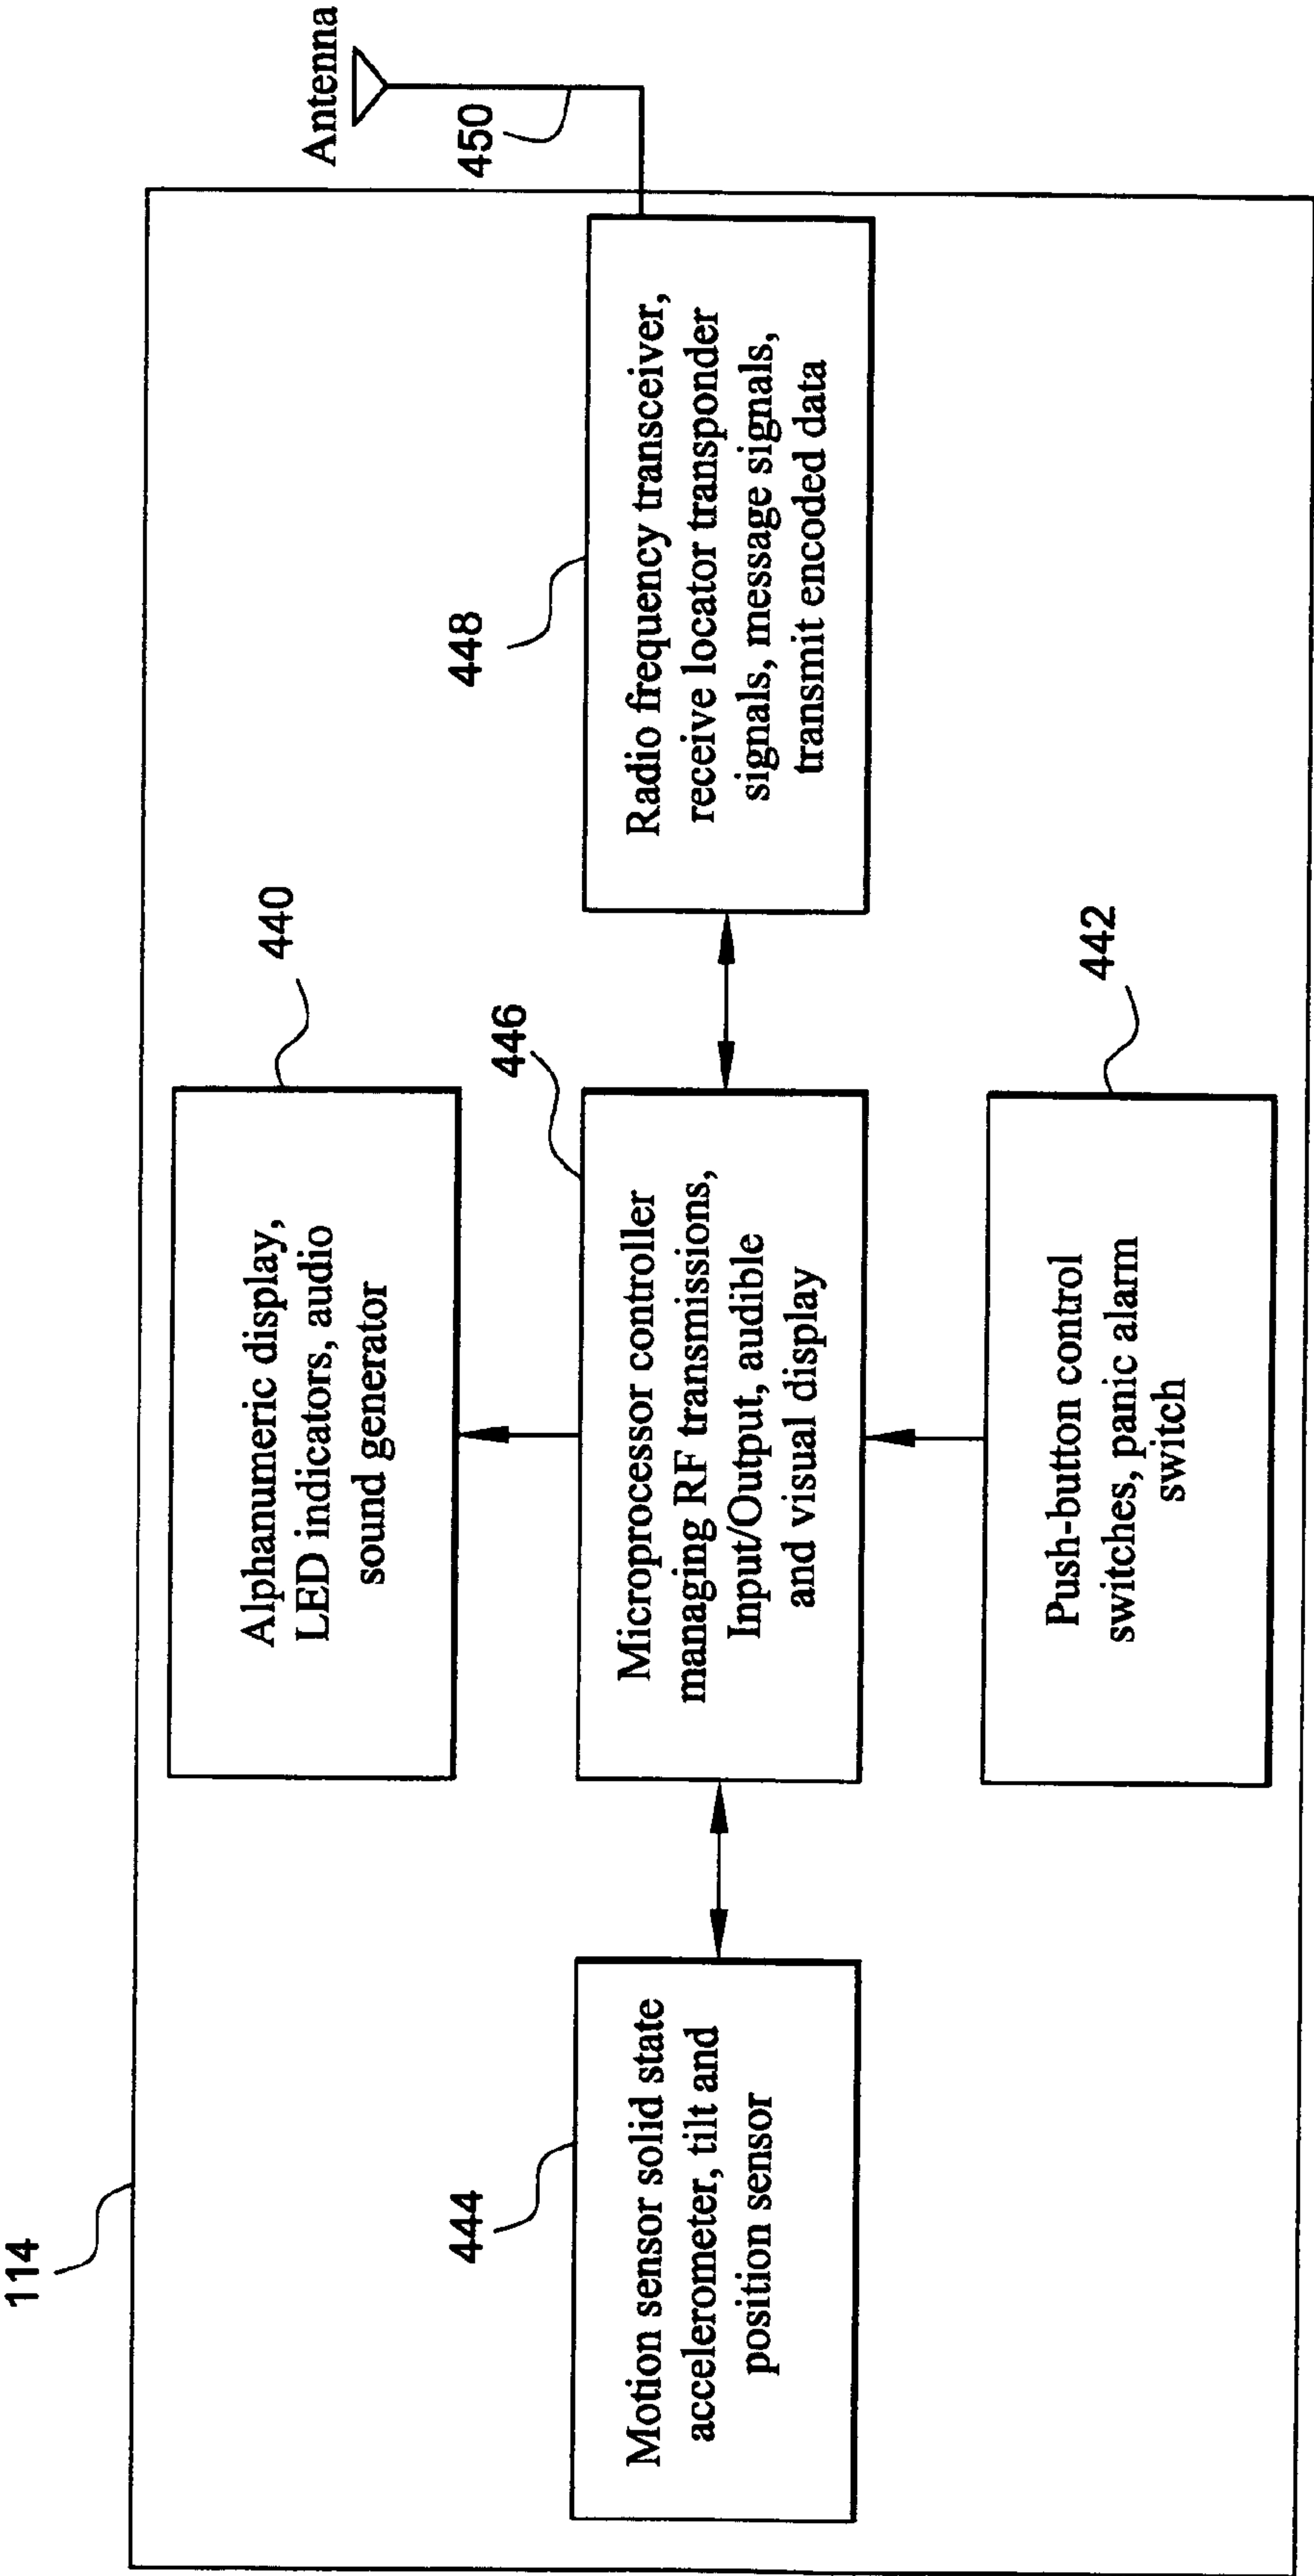 114
Antenna
450
440
Alphanumeric display,
LED indicators, audio
sound generator
444
Motion sensor solid state
accelerometer, tilt and
position sensor
446
Microprocessor controller
managing RF transmissions,
Input/Output, audible
and visual display
448
Radio frequency transceiver,
receive locator transponder
signals, message signals,
transmit encoded data
442
Push-button control
switches, panic alarm
switch